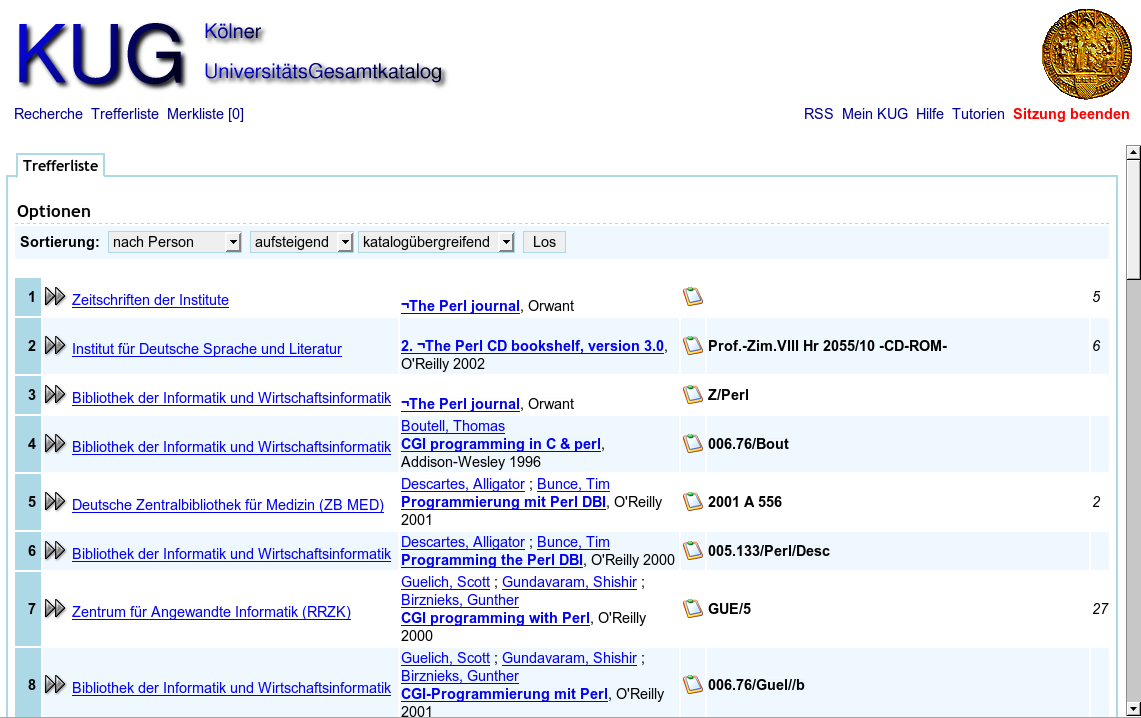 KUG Kölner
UniversitätsGesamtkatalog
Recherche Trefferliste Merkliste [0] RSS Mein KUG Hilfe Tutorien Sitzung beenden
Trefferliste
Optionen
Sortierung: nach Person aufsteigend katalogübergreifend Los
1 Zeitschriften der Institute ¬The Perl journal, Orwant 5
2 Institut für Deutsche Sprache und Literatur 2. ¬The Perl CD bookshelf, version 3.0, Prof.-Zim.VIII Hr 2055/10 -CD-ROM- 6
O'Reilly 2002
3 Bibliothek der Informatik und Wirtschaftsinformatik ¬The Perl journal, Orwant Z/Perl
Boutell, Thomas
4 Bibliothek der Informatik und Wirtschaftsinformatik CGI programming in C & perl, 006.76/Bout
Addison-Wesley 1996
Descartes, Alligator ; Bunce, Tim
5 Deutsche Zentralbibliothek für Medizin (ZB MED) Programmierung mit Perl DBI, O'Reilly 2001 A 556 2
2001
Descartes, Alligator ; Bunce, Tim
6 Bibliothek der Informatik und Wirtschaftsinformatik Programming the Perl DBI, O'Reilly 2000 005.133/Perl/Desc
Guelich, Scott ; Gundavaram, Shishir ;
Birznieks, Gunther
7 Zentrum für Angewandte Informatik (RRZK) CGI programming with Perl, O'Reilly GUE/5 27
2000
Guelich, Scott ; Gundavaram, Shishir ;
Birznieks, Gunther
8 Bibliothek der Informatik und Wirtschaftsinformatik CGI-Programmierung mit Perl, O'Reilly 006.76/Guel//b
2001